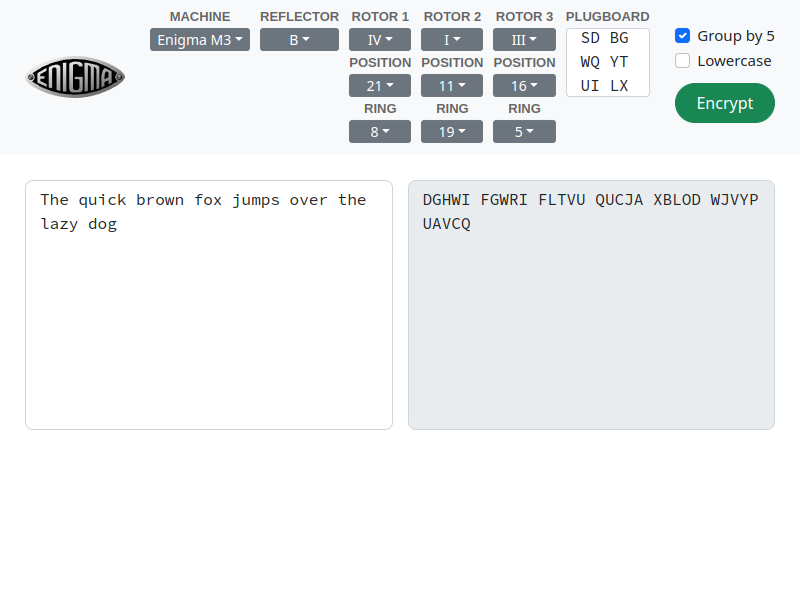 MACHINE REFLECTOR ROTOR 1 ROTOR 2 ROTOR 3 PLUGBOARD
Enigma M3 B IV I III
POSITION POSITION POSITION
21 11 16
RING RING RING
8 19 5
SD BG
WQ YT
UI LX
Group by 5
Lowercase
Encrypt
ENIGMA
The quick brown fox jumps over the
lazy dog
DGHWI FGWRI FLTVU QUCJA XBLOD WJVYP
UAVCQ